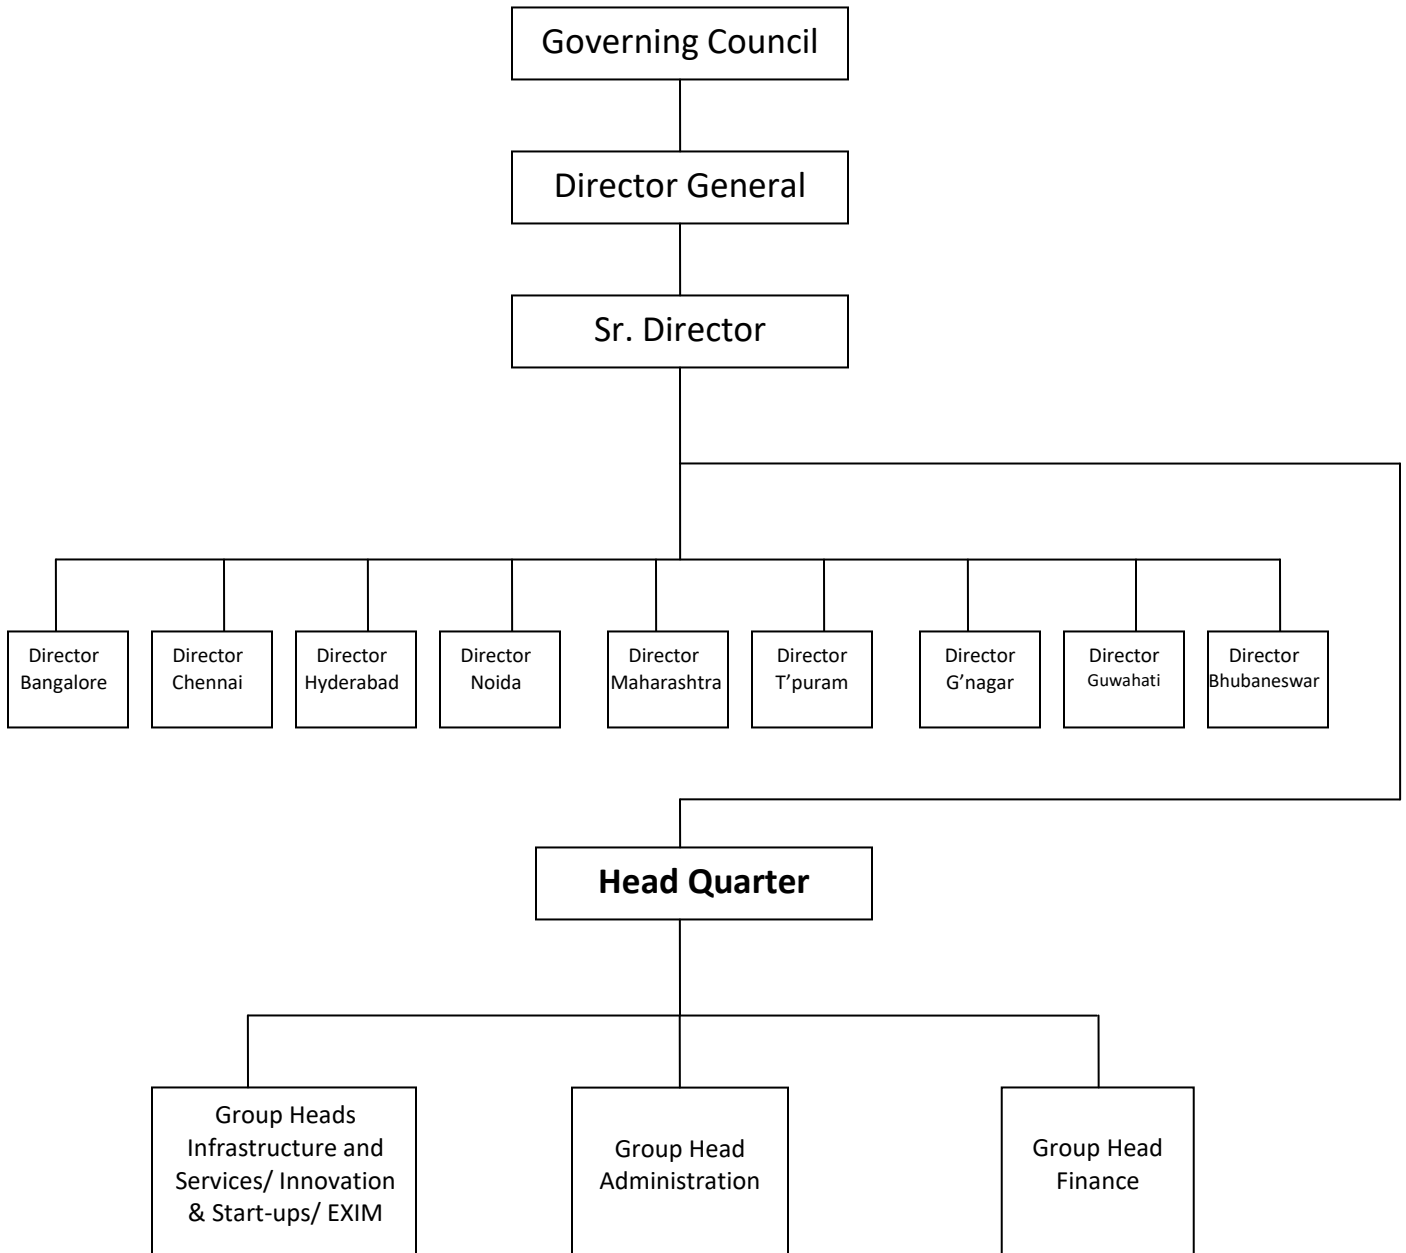 Governing Council
Director General
Sr. Director
Director
Bangalore
Director
Chennai
Director
Hyderabad
Director
Noida
Director
Maharashtra
Director
T’puram
Director
G’nagar
Director
Guwahati
Director
Bhubaneswar
Head Quarter
Group Heads
Infrastructure and
Services/ Innovation
& Start-ups/ EXIM
Group Head
Administration
Group Head
Finance